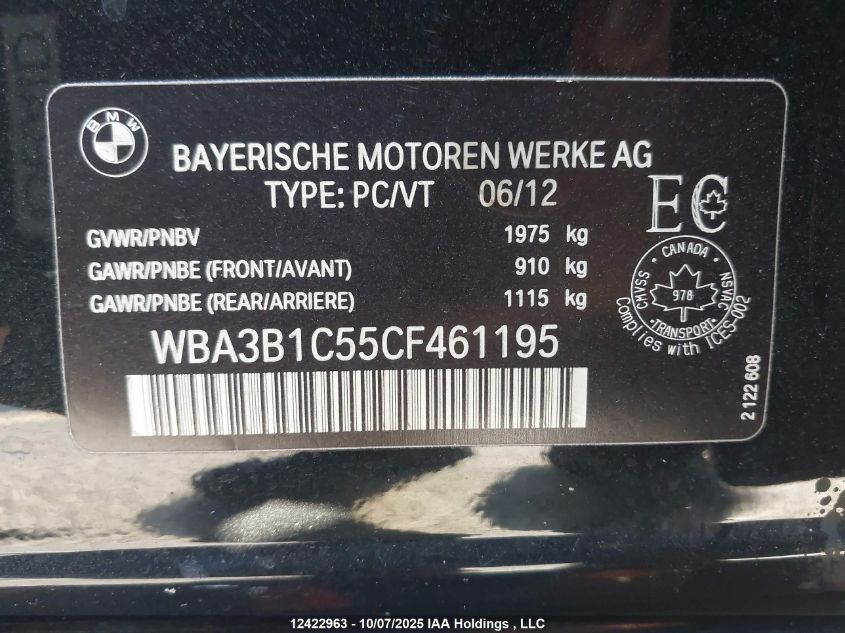 BMW
BAYERISCHE MOTOREN WERKE AG
TYPE: PC/VT 06/12
EC
GVWR/PNBV 1975 kg
GAWR/PNBE (FRONT/AVANT) 910 kg
GAWR/PNBE (REAR/ARRIERE) 1115 kg
CANADA
CMVSS
NSVAC
978
TRANSPORT
Complies with ICES-002
WBA3B1C55CF461195
2 122 608
12422963 - 10/07/2025 IAA Holdings , LLC